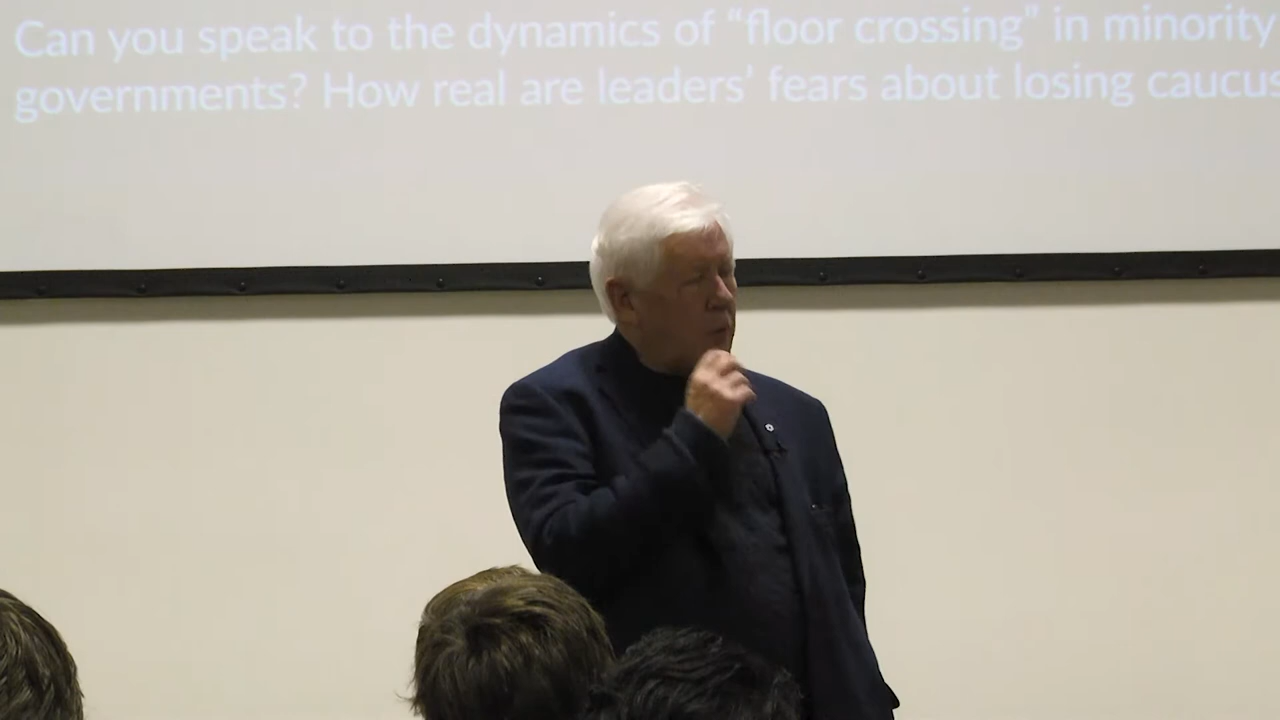 Can you speak to the dynamics of “floor crossing” in minority
governments? How real are leaders’ fears about losing caucus